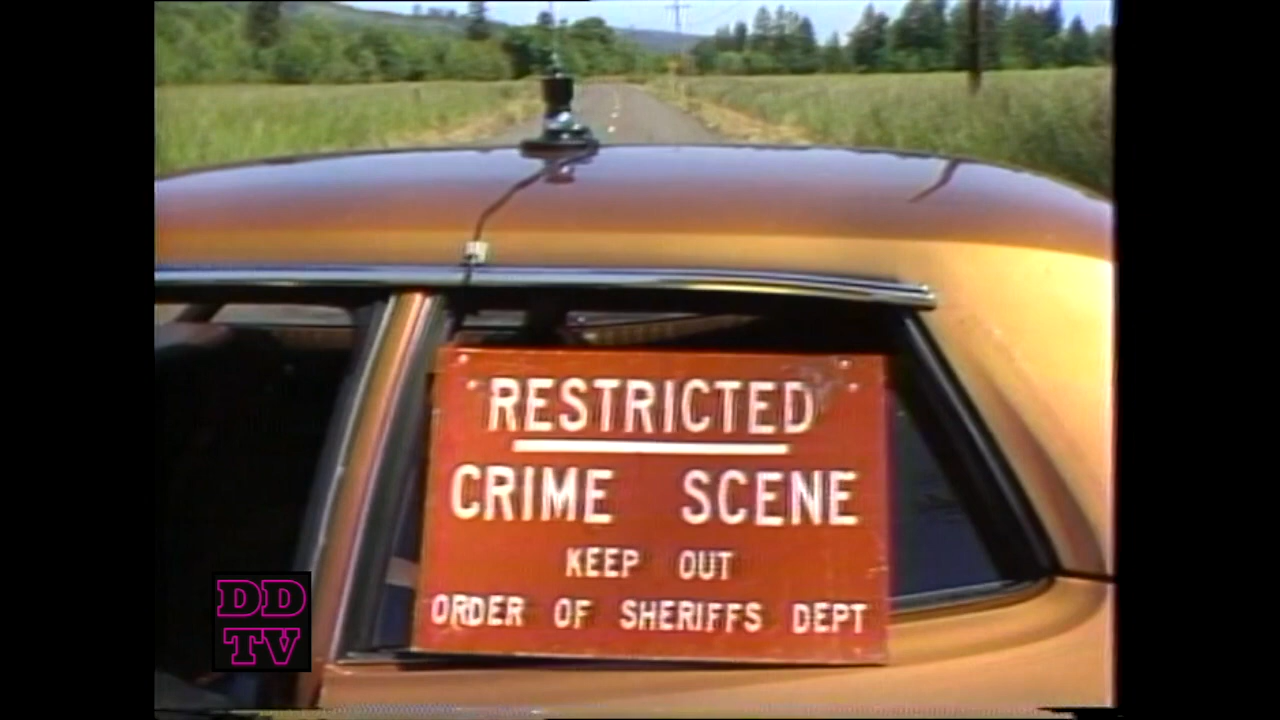 RESTRICTED
CRIME SCENE
KEEP OUT
ORDER OF SHERIFFS DEPT
DD
TV